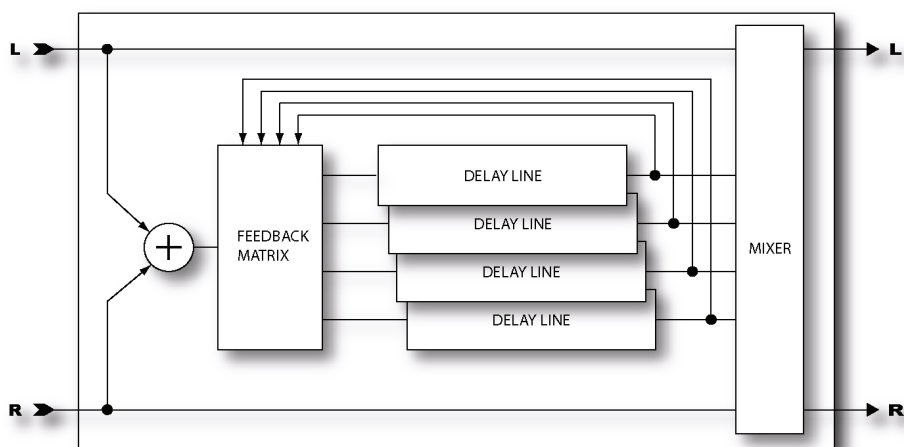 L
L
DELAY LINE
DELAY LINE
FEEDBACK
MATRIX
MIXER
DELAY LINE
DELAY LINE
R
R